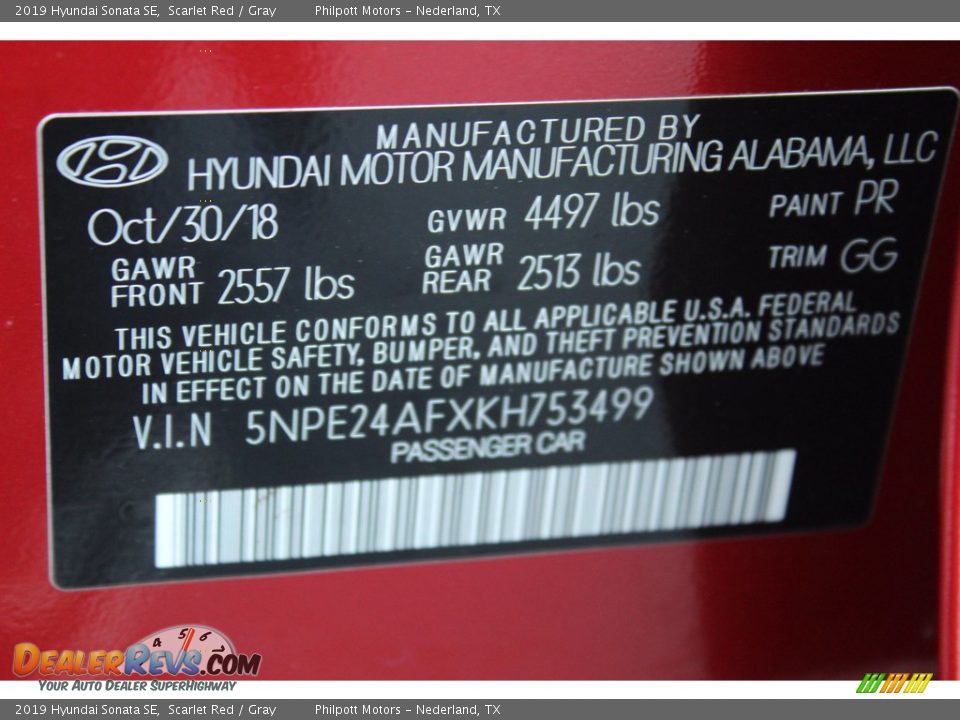 2019 Hyundai Sonata SE,  Scarlet Red / Gray        Philpott Motors - Nederland, TX
MANUFACTURED BY
HYUNDAI MOTOR MANUFACTURING ALABAMA, LLC
Oct/30/18 GVWR 4497 lbs PAINT PR
GAWR FRONT 2557 lbs GAWR REAR 2513 lbs TRIM GG
THIS VEHICLE CONFORMS TO ALL APPLICABLE U.S.A. FEDERAL
MOTOR VEHICLE SAFETY, BUMPER, AND THEFT PREVENTION STANDARDS
IN EFFECT ON THE DATE OF MANUFACTURE SHOWN ABOVE
V.I.N 5NPE24AFXKH753499
PASSENGER CAR
4 5 6 7
DEALERREVS.COM
YOUR AUTO DEALER SUPERHIGHWAY
2019 Hyundai Sonata SE,  Scarlet Red / Gray        Philpott Motors - Nederland, TX